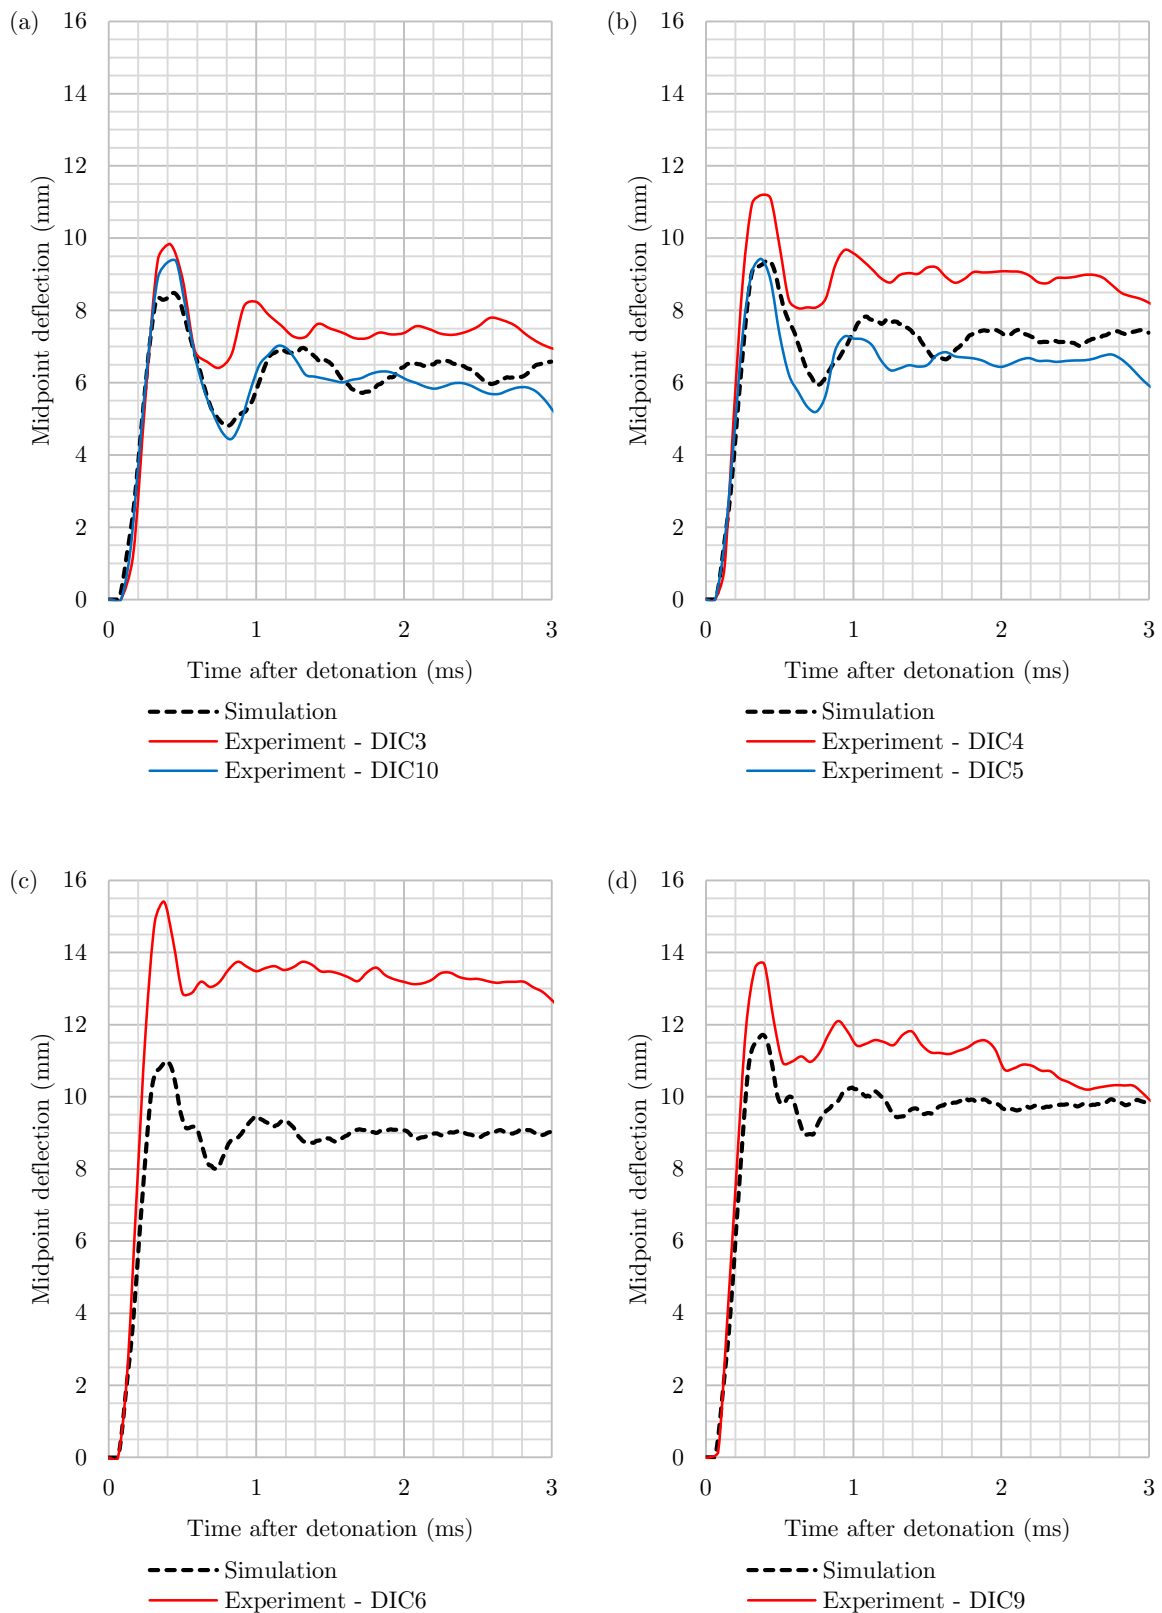 (a)
16
14
12
10
8
6
4
2
0
Midpoint deflection (mm)
0 1 2 3
Time after detonation (ms)
Simulation
Experiment - DIC3
Experiment - DIC10
(b)
16
14
12
10
8
6
4
2
0
Midpoint deflection (mm)
0 1 2 3
Time after detonation (ms)
Simulation
Experiment - DIC4
Experiment - DIC5
(c)
16
14
12
10
8
6
4
2
0
Midpoint deflection (mm)
0 1 2 3
Time after detonation (ms)
Simulation
Experiment - DIC6
(d)
16
14
12
10
8
6
4
2
0
Midpoint deflection (mm)
0 1 2 3
Time after detonation (ms)
Simulation
Experiment - DIC9